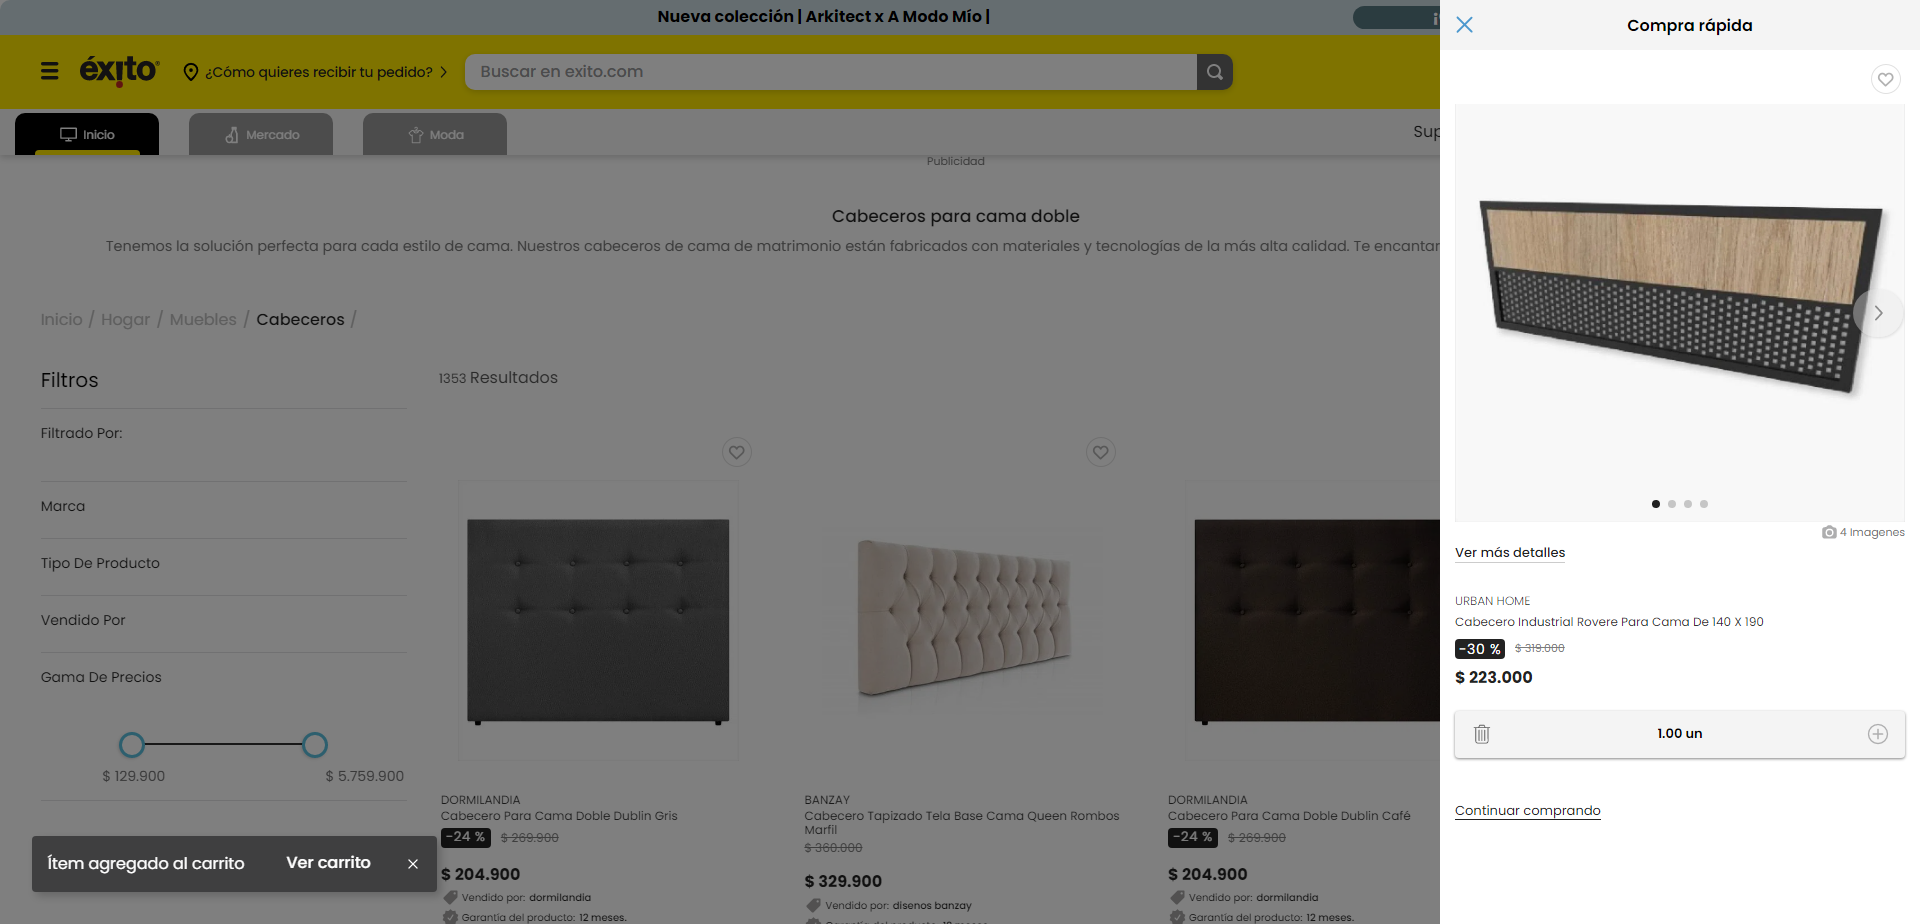 Nueva colección | Arkitect x A Modo Mío |
éxito
¿Cómo quieres recibir tu pedido?
Buscar en exito.com
Inicio
Mercado
Moda
Publicidad
Cabeceros para cama doble
Tenemos la solución perfecta para cada estilo de cama. Nuestros cabeceros de cama de matrimonio están fabricados con materiales y tecnologías de la más alta calidad. Te
Inicio / Hogar / Muebles / Cabeceros /
Filtros
Filtrado Por:
Marca
Tipo De Producto
Vendido Por
Gama De Precios
$ 129.900
$ 5.759.900
1353 Resultados
DORMILANDIA
Cabecero Para Cama Doble Dublin Gris
-24 % $ 269.900
$ 204.900
Vendido por: dormilandia
Garantía del producto: 12 meses.
BANZAY
Cabecero Tapizado Tela Base Cama Queen Rombos
Marfil
$ 360.000
$ 329.900
Vendido por: disenos banzay
DORMILANDIA
Cabecero Para Cama Doble Dublin Café
-24 % $ 269.900
$ 204.900
Vendido por: dormilandia
Garantía del producto: 12 meses.
Ítem agregado al carrito
Ver carrito
Compra rápida
4 Imagenes
Ver más detalles
URBAN HOME
Cabecero Industrial Rovere Para Cama De 140 X 190
-30 % $ 319.000
$ 223.000
1.00 un
Continuar comprando